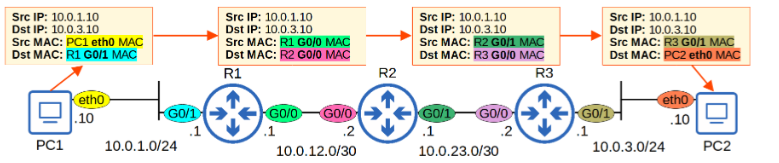 Src IP: 10.0.1.10
Dst IP: 10.0.3.10
Src MAC: PC1 eth0 MAC
Dst MAC: R1 G0/1 MAC
Src IP: 10.0.1.10
Dst IP: 10.0.3.10
Src MAC: R1 G0/0 MAC
Dst MAC: R2 G0/0 MAC
Src IP: 10.0.1.10
Dst IP: 10.0.3.10
Src MAC: R2 G0/1 MAC
Dst MAC: R3 G0/0 MAC
Src IP: 10.0.1.10
Dst IP: 10.0.3.10
Src MAC: R3 G0/1 MAC
Dst MAC: PC2 eth0 MAC
R1
R2
R3
eth0
G0/1
G0/0
G0/0
G0/1
G0/0
G0/1
eth0
.10
.1
.1
.2
.1
.2
.1
.10
PC1
10.0.1.0/24
10.0.12.0/30
10.0.23.0/30
10.0.3.0/24
PC2